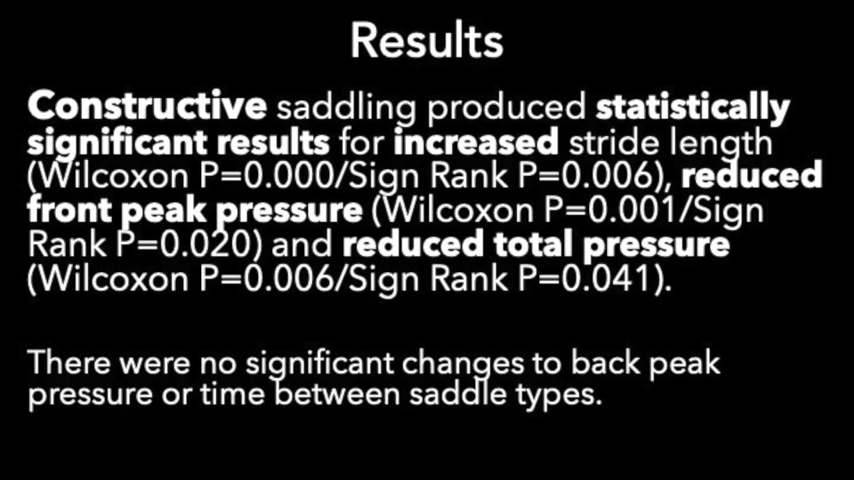 Results
Constructive saddling produced statistically
significant results for increased stride length
(Wilcoxon P=0.000/Sign Rank P=0.006), reduced
front peak pressure (Wilcoxon P=0.001/Sign
Rank P=0.020) and reduced total pressure
(Wilcoxon P=0.006/Sign Rank P=0.041).
There were no significant changes to back peak
pressure or time between saddle types.